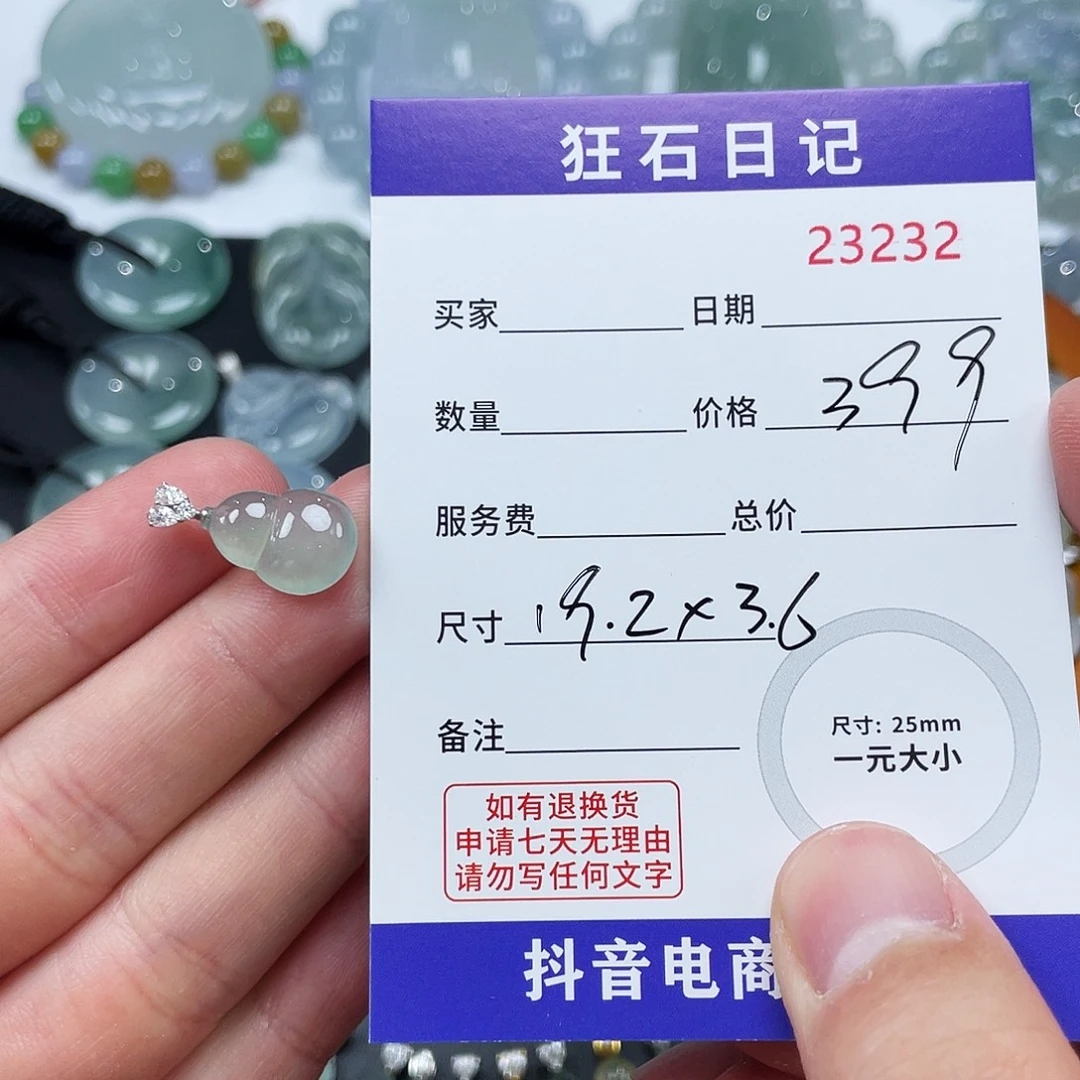 狂石日记
23232
买家 日期
数量 价格 399
服务费 总价
尺寸 19.2×3.6
备注
尺寸: 25mm
一元大小
如有退换货
申请七天无理由
请勿写任何文字
抖音电商